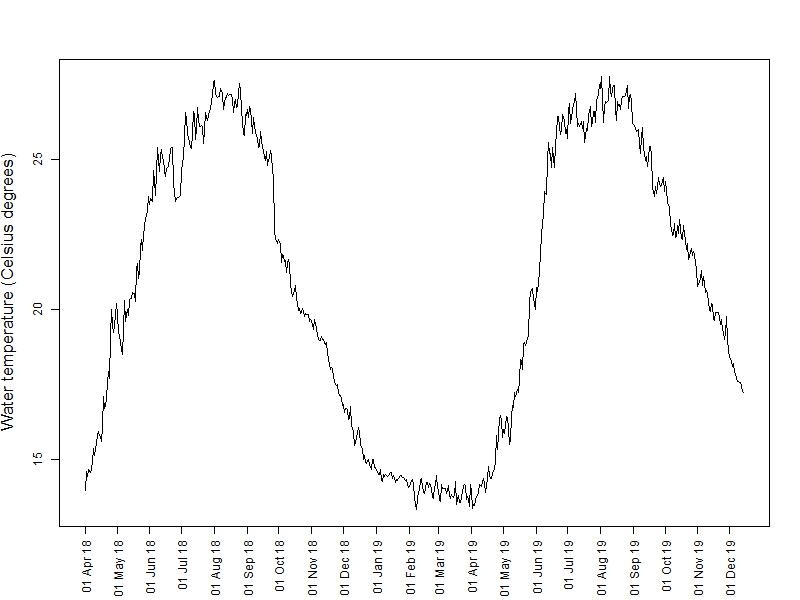 Water temperature (Celsius degrees)
25
20
15
01 Apr 18
01 May 18
01 Jun 18
01 Jul 18
01 Aug 18
01 Sep 18
01 Oct 18
01 Nov 18
01 Dec 18
01 Jan 19
01 Feb 19
01 Mar 19
01 Apr 19
01 May 19
01 Jun 19
01 Jul 19
01 Aug 19
01 Sep 19
01 Oct 19
01 Nov 19
01 Dec 19